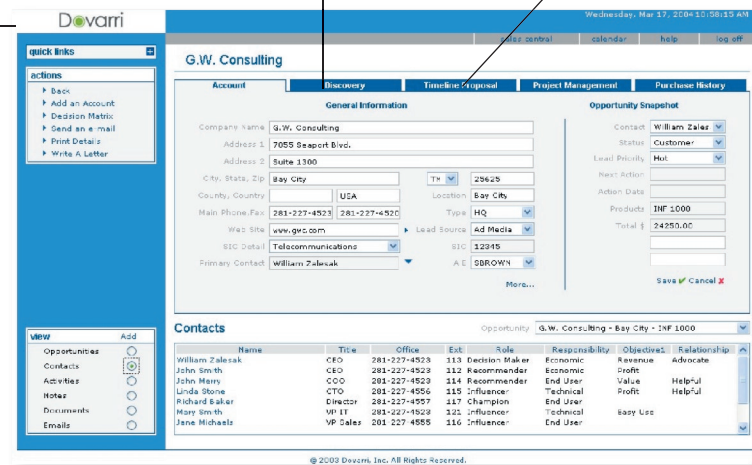 Dovarri
Wednesday, Mar 17, 2004 10:58:15 AM
sales central calendar help log off
quick links
G.W. Consulting
actions
Back
Add an Account
Decision Matrix
Send an e-mail
Print Details
Write A Letter
Account Discovery Timeline Proposal Project Management Purchase History
General Information Opportunity Snapshot
Company Name G.W. Consulting
Contact William Zales
Address 1 7055 Seaport Blvd.
Status Customer
Address 2 Suite 1300
Lead Priority Hot
City, State, Zip Bay City 25625
Next Action
County, Country USA Location Bay City
Action Date
Main Phone,Fax 281-227-4523 281-227-452 Type HQ
Products INF 1000
Web Site www.gwc.com Lead Source Ad Media
Total $ 24250.00
SIC Detail Telecommunications SIC 12345
Primary Contact William Zalesak A E SBROWN
More...
Save Cancel
view Add
Opportunities
Contacts
Activities
Notes
Documents
Emails
Contacts Opportunity G.W. Consulting - Bay City - INF 1000
Name Title Office Ext Role Responsibility Objective1 Relationship
William Zalesak CEO 281-227-4523 113 Decision Maker Economic Revenue Advocate
John Smith CEO 281-227-4523 112 Recommender Economic Profit
John Marry COO 281-227-4523 114 Recommender End User Value Helpful
Linda Stone CTO 281-227-4556 115 Influencer Technical Profit Helpful
Richard Baker Director 281-227-4557 117 Champion End User
Mary Smith VP IT 281-227-4523 121 Influencer Technical Easy Use
Jane Michaels VP Sales 281-227-4555 116 Influencer End User
© 2003 Dovarri, Inc. All Rights Reserved.